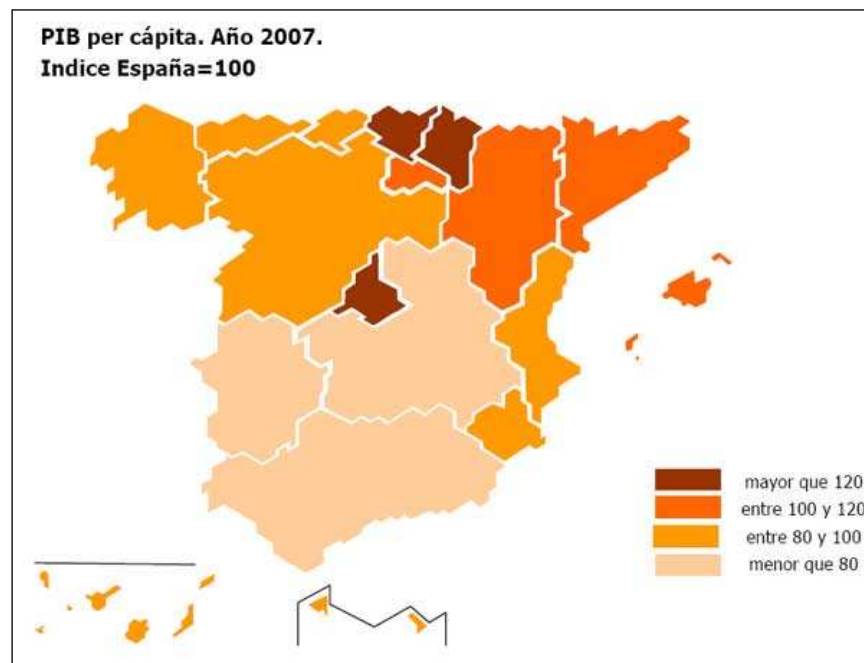 PIB per cápita. Año 2007.
Indice España=100
mayor que 120
entre 100 y 120
entre 80 y 100
menor que 80